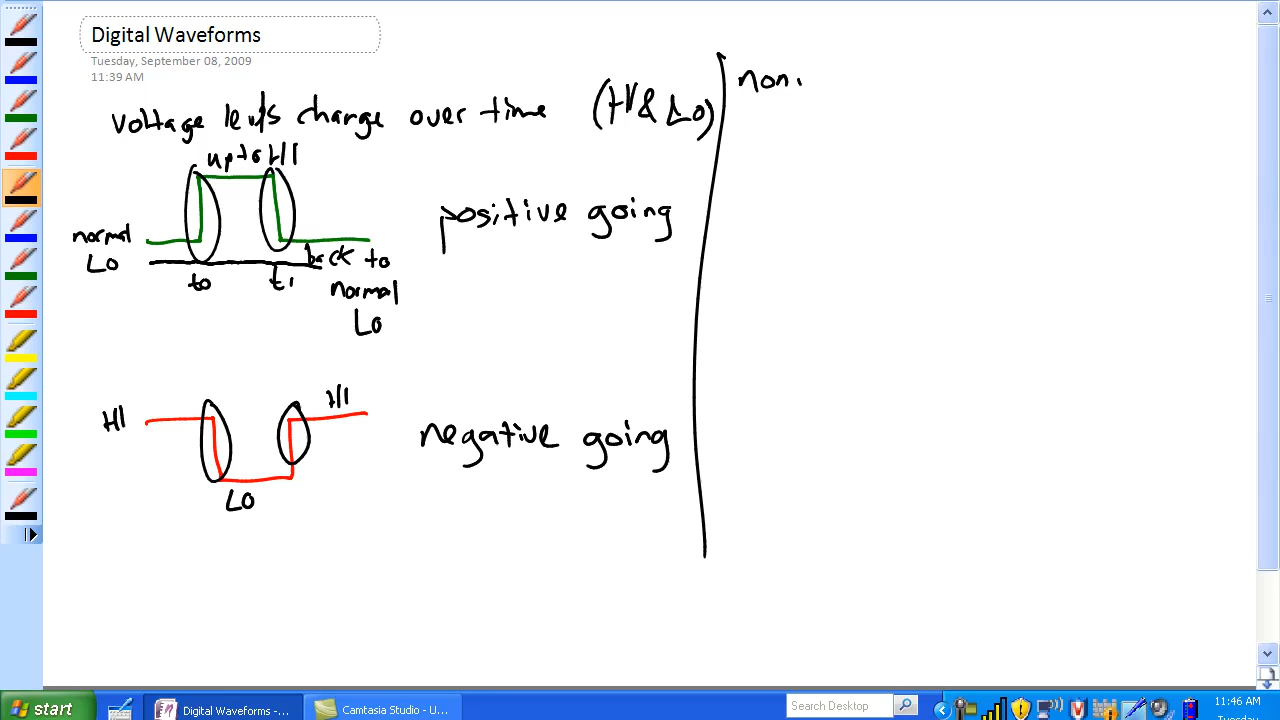 Digital Waveforms
Tuesday, September 08, 2009
11:39 AM
voltage levels change over time (HI & LO)
non.
up to HI
positive going
normal
LO
back to
t0 t1
normal
LO
HI
HI
negative going
LO
start
Digital Waveforms -...
Camtasia Studio - U...
Search Desktop
11:46 AM
Tuesday